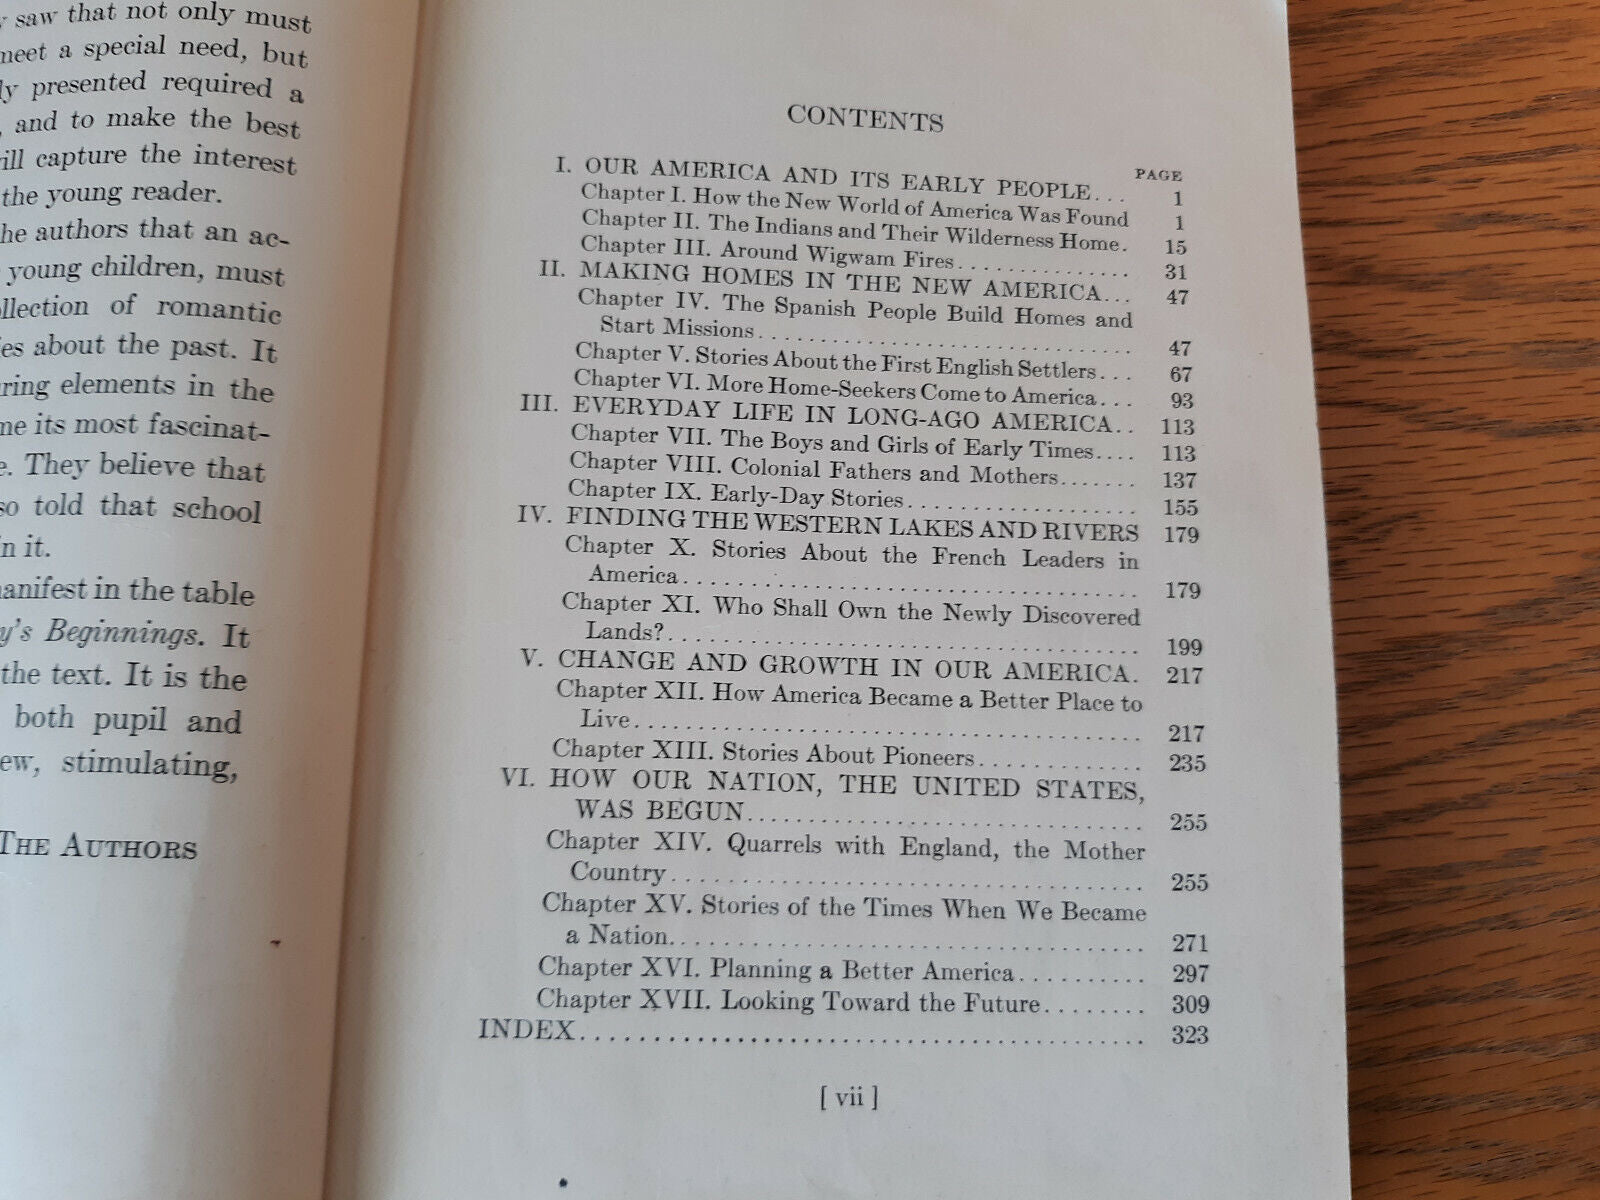 saw that not only must
meet a special need, but
presented required a
, and to make the best
capture the interest
the young reader.
the authors that an ac-
young children, must
collection of romantic
about the past. It
elements in the
its most fascinat-
. They believe that
so told that school
in it.
manifest in the table
Beginnings. It
the text. It is the
both pupil and
stimulating,
THE AUTHORS
CONTENTS
PAGE
I. OUR AMERICA AND ITS EARLY PEOPLE... 1
Chapter I. How the New World of America Was Found 1
Chapter II. The Indians and Their Wilderness Home. 15
Chapter III. Around Wigwam Fires............... 31
II. MAKING HOMES IN THE NEW AMERICA... 47
Chapter IV. The Spanish People Build Homes and
Start Missions................................ 47
Chapter V. Stories About the First English Settlers... 67
Chapter VI. More Home-Seekers Come to America... 93
III. EVERYDAY LIFE IN LONG-AGO AMERICA.. 113
Chapter VII. The Boys and Girls of Early Times.... 113
Chapter VIII. Colonial Fathers and Mothers....... 137
Chapter IX. Early-Day Stories.................... 155
IV. FINDING THE WESTERN LAKES AND RIVERS 179
Chapter X. Stories About the French Leaders in
America...................................... 179
Chapter XI. Who Shall Own the Newly Discovered
Lands?....................................... 199
V. CHANGE AND GROWTH IN OUR AMERICA. 217
Chapter XII. How America Became a Better Place to
Live......................................... 217
Chapter XIII. Stories About Pioneers............. 235
VI. HOW OUR NATION, THE UNITED STATES,
WAS BEGUN................................ 255
Chapter XIV. Quarrels with England, the Mother
Country...................................... 255
Chapter XV. Stories of the Times When We Became
a Nation..................................... 271
Chapter XVI. Planning a Better America.......... 297
Chapter XVII. Looking Toward the Future........ 309
INDEX........................................ 323
[ vii ]